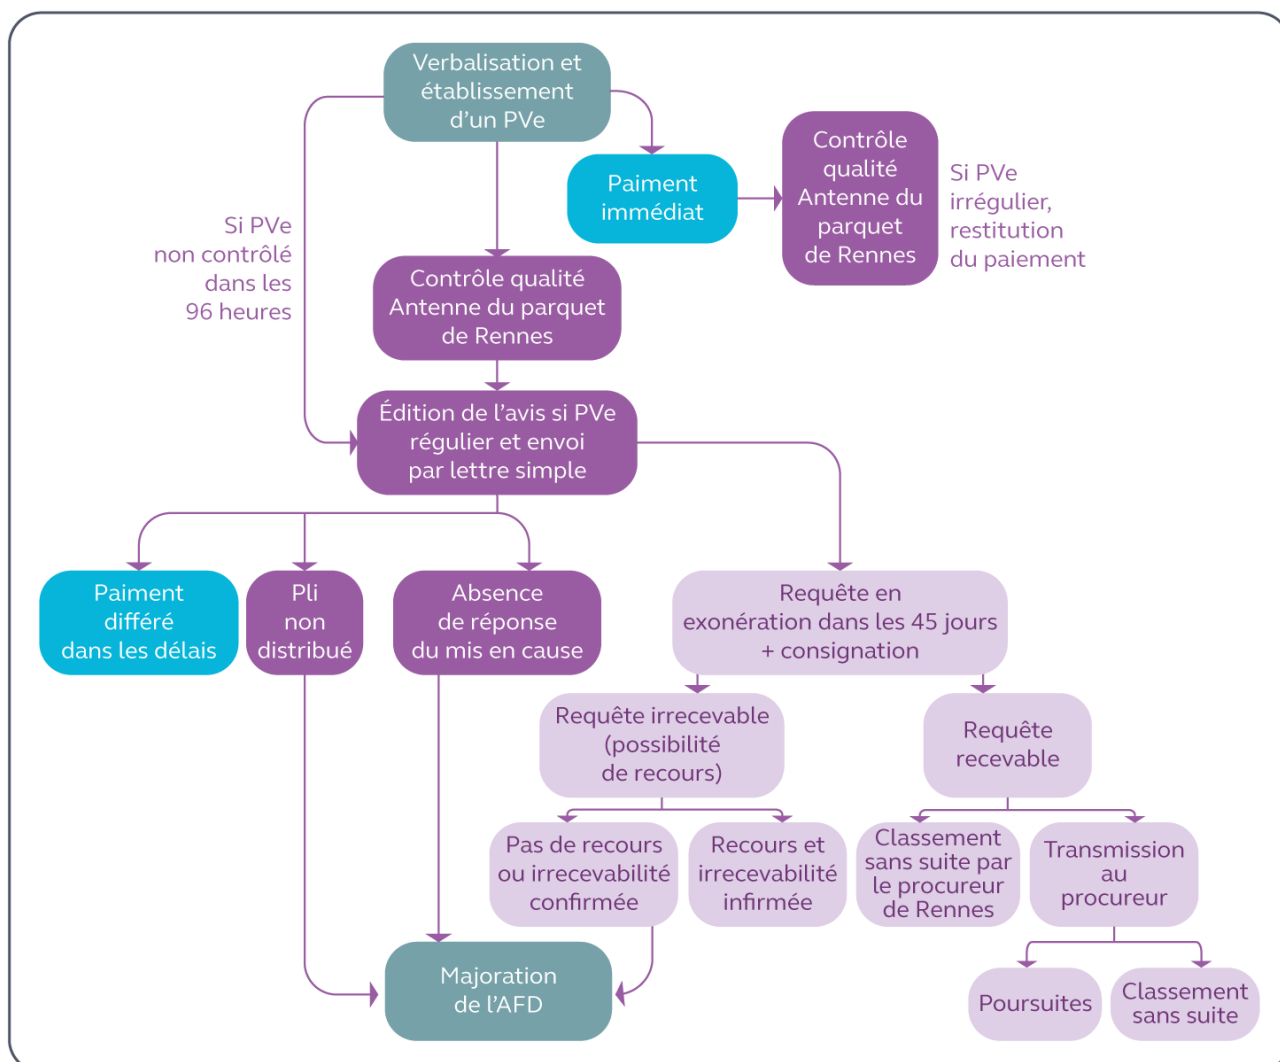 Verbalisation et
établissement
d'un PVe
Paiment
immédiat
Contrôle
qualité
Antenne du
parquet
de Rennes
Si PVe
irrégulier,
restitution
du paiement
Si PVe
non contrôlé
dans les
96 heures
Contrôle qualité
Antenne du parquet
de Rennes
Édition de l'avis si PVe
régulier et envoi
par lettre simple
Paiment
différé
dans les délais
Pli
non
distribué
Absence
de réponse
du mis en cause
Requête en
exonération dans les 45 jours
+ consignation
Requête irrecevable
(possibilité
de recours)
Requête
recevable
Pas de recours
ou irrecevabilité
confirmée
Recours et
irrecevabilité
infirmée
Classement
sans suite par
le procureur
de Rennes
Transmission
au
procureur
Majoration
de l'AFD
Poursuites
Classement
sans suite